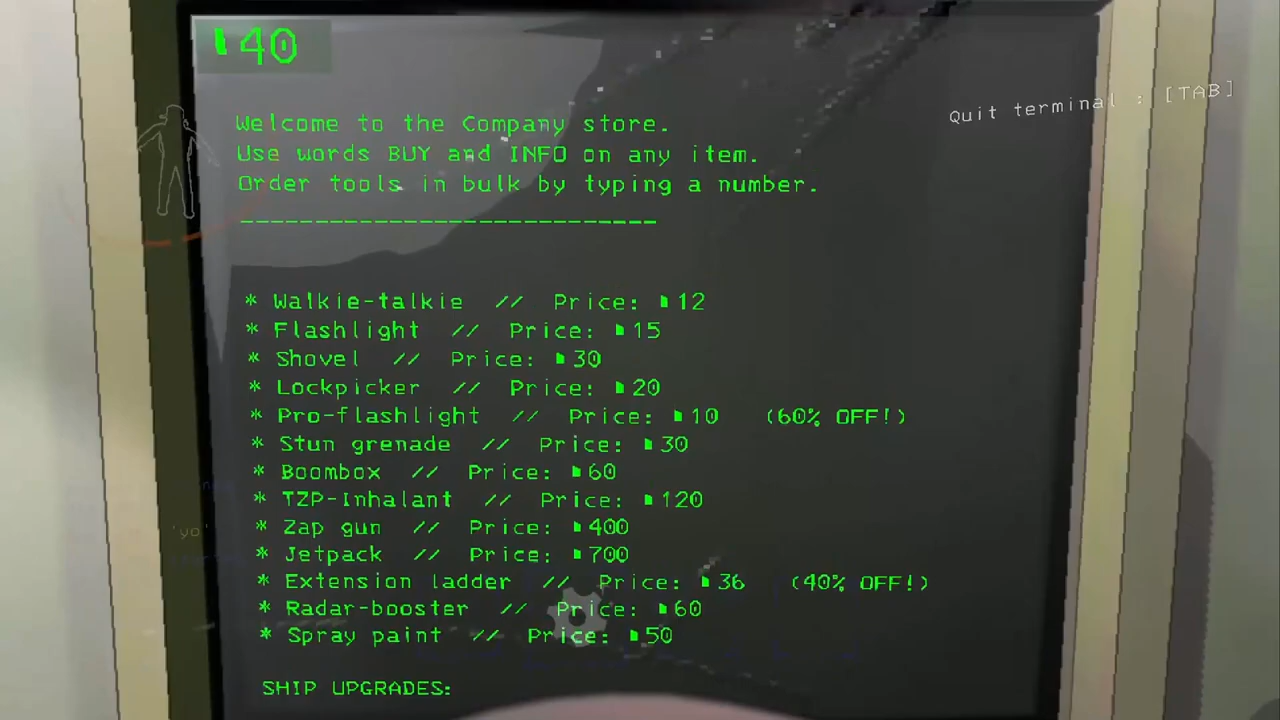 ▮40
Quit terminal : [TAB]
Welcome to the Company store.
Use words BUY and INFO on any item.
Order tools in bulk by typing a number.
----------------------------
* Walkie-talkie // Price: ▮12
* Flashlight // Price: ▮15
* Shovel // Price: ▮30
* Lockpicker // Price: ▮20
* Pro-flashlight // Price: ▮10 (60% OFF!)
* Stun grenade // Price: ▮30
* Boombox // Price: ▮60
* TZP-Inhalant // Price: ▮120
* Zap gun // Price: ▮400
* Jetpack // Price: ▮700
* Extension ladder // Price: ▮36 (40% OFF!)
* Radar-booster // Price: ▮60
* Spray paint // Price: ▮50
SHIP UPGRADES:
'yo'